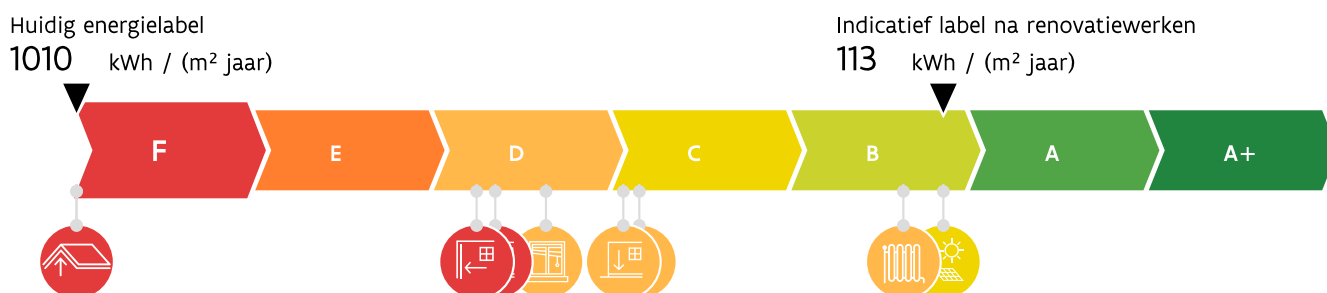 Huidig energielabel
1010 kWh / (m² jaar)
Indicatief label na renovatiewerken
113 kWh / (m² jaar)
F E D C B A A+